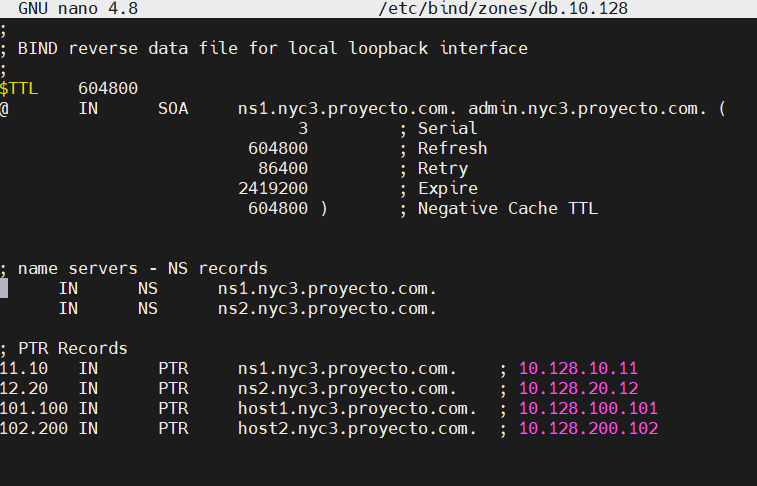 GNU nano 4.8 /etc/bind/zones/db.10.128
;
; BIND reverse data file for local loopback interface
;
$TTL 604800
@ IN SOA ns1.nyc3.proyecto.com. admin.nyc3.proyecto.com. (
3 ; Serial
604800 ; Refresh
86400 ; Retry
2419200 ; Expire
604800 ) ; Negative Cache TTL
; name servers - NS records
IN NS ns1.nyc3.proyecto.com.
IN NS ns2.nyc3.proyecto.com.
; PTR Records
11.10 IN PTR ns1.nyc3.proyecto.com. ; 10.128.10.11
12.20 IN PTR ns2.nyc3.proyecto.com. ; 10.128.20.12
101.100 IN PTR host1.nyc3.proyecto.com. ; 10.128.100.101
102.200 IN PTR host2.nyc3.proyecto.com. ; 10.128.200.102